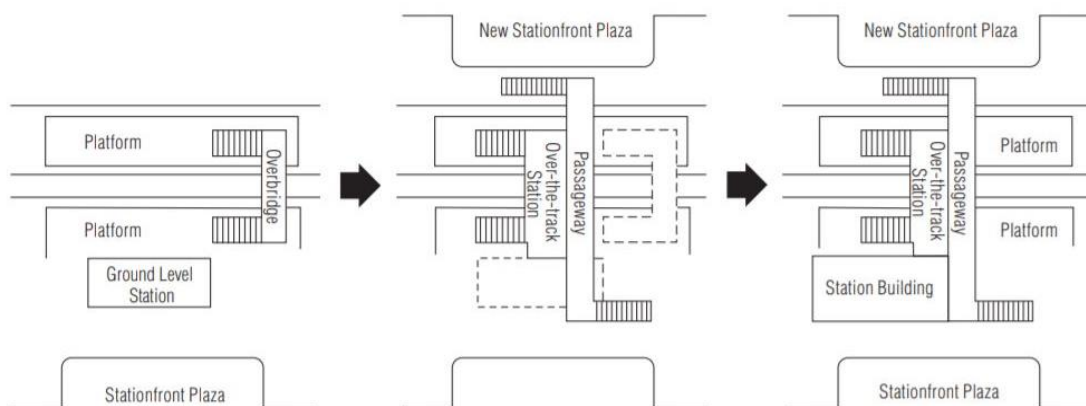 New Stationfront Plaza
New Stationfront Plaza
Platform
Overbridge
Over-the-track
Station
Passageway
Over-the-track
Station
Passageway
Platform
Platform
Platform
Ground Level
Station
Station Building
Stationfront Plaza
Stationfront Plaza